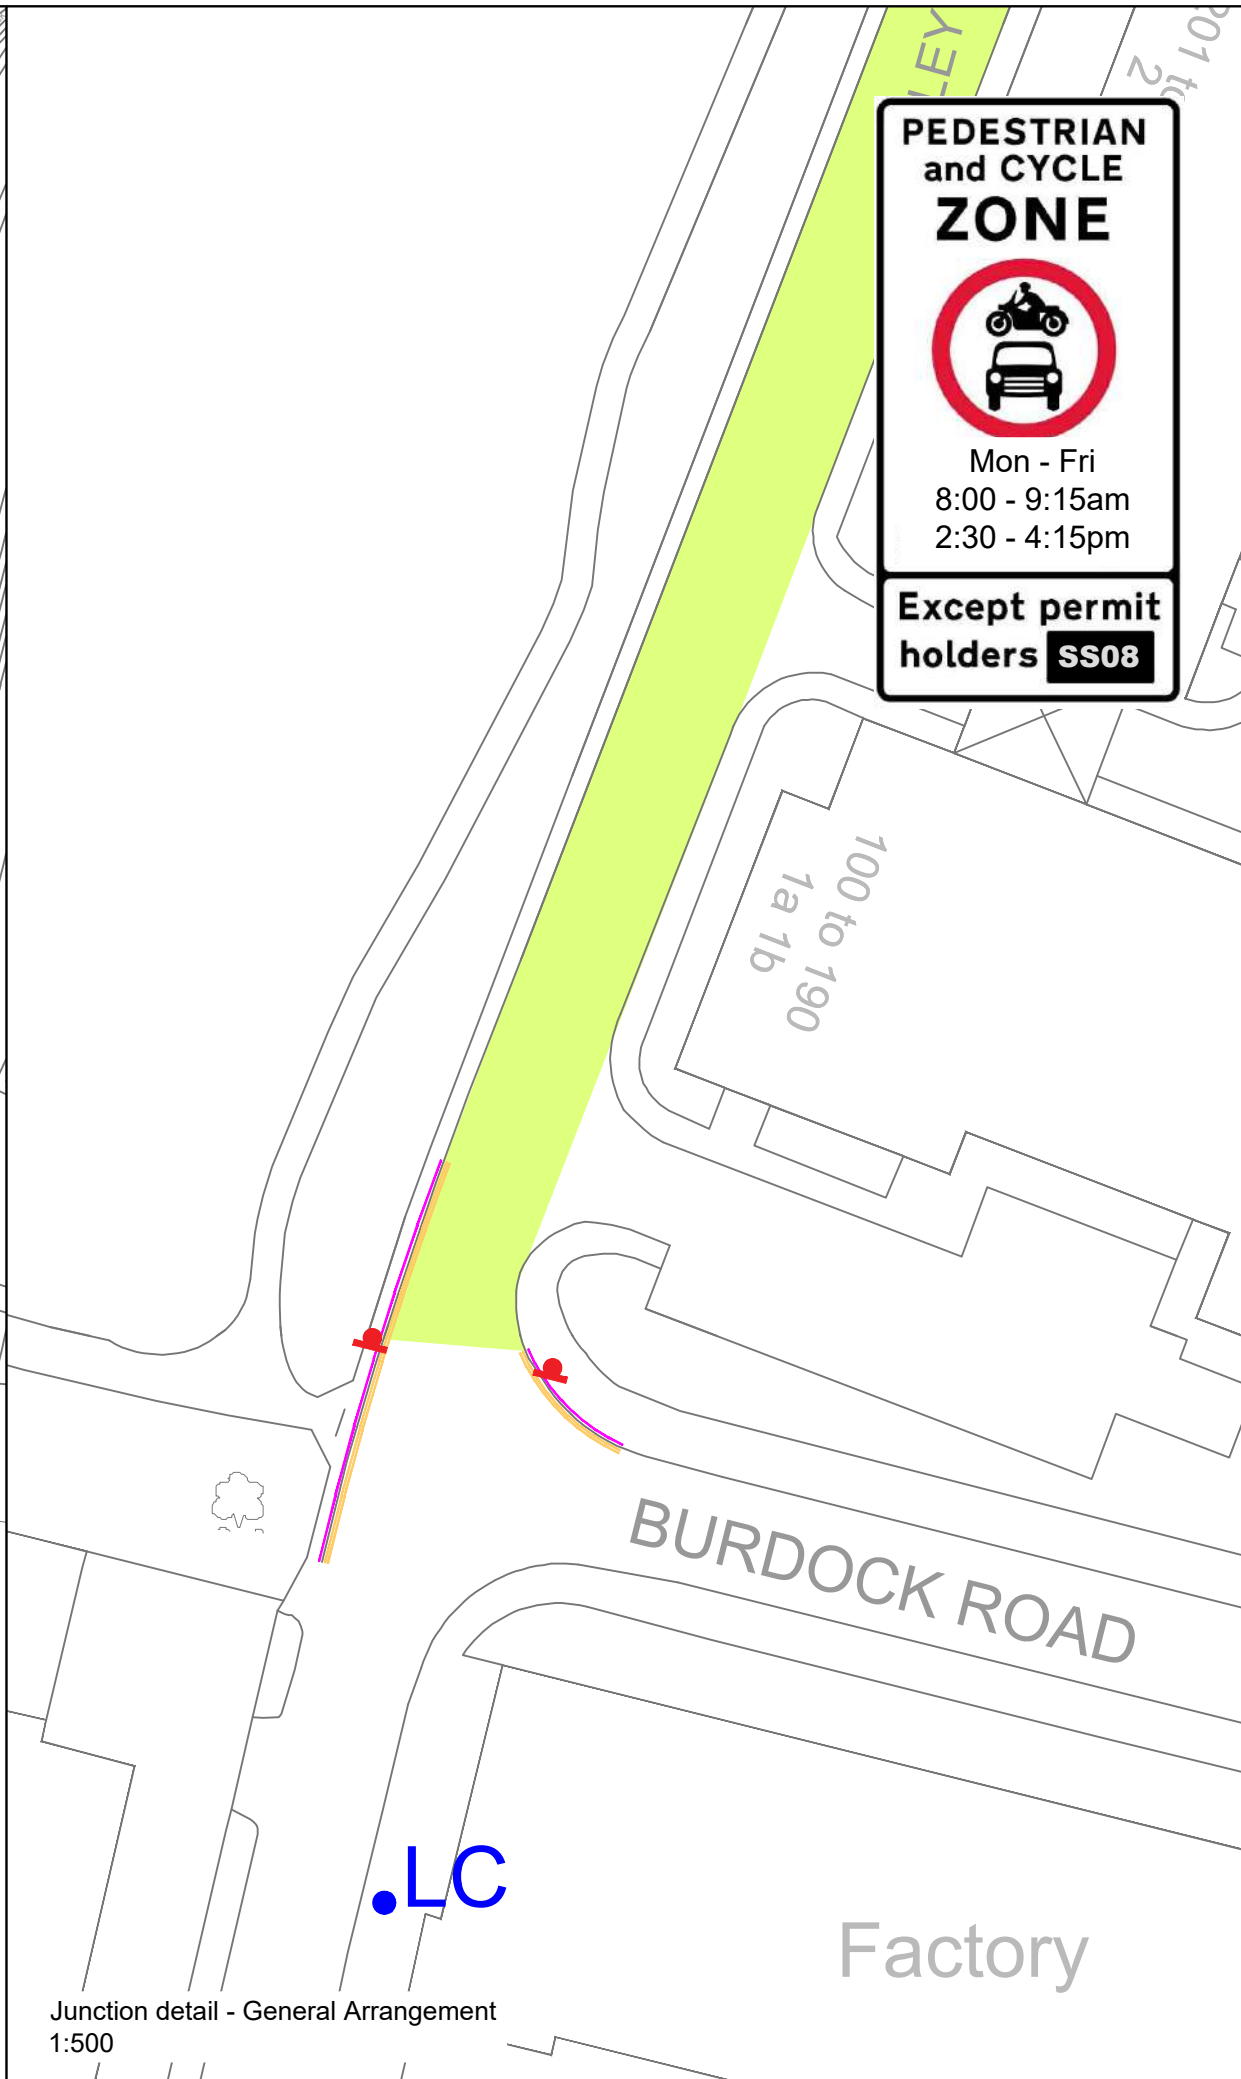 PEDESTRIAN
and CYCLE
ZONE
Mon - Fri
8:00 - 9:15am
2:30 - 4:15pm
Except permit
holders SS08
100 to 190
1a 1b
BURDOCK ROAD
LC
Factory
Junction detail - General Arrangement
1:500